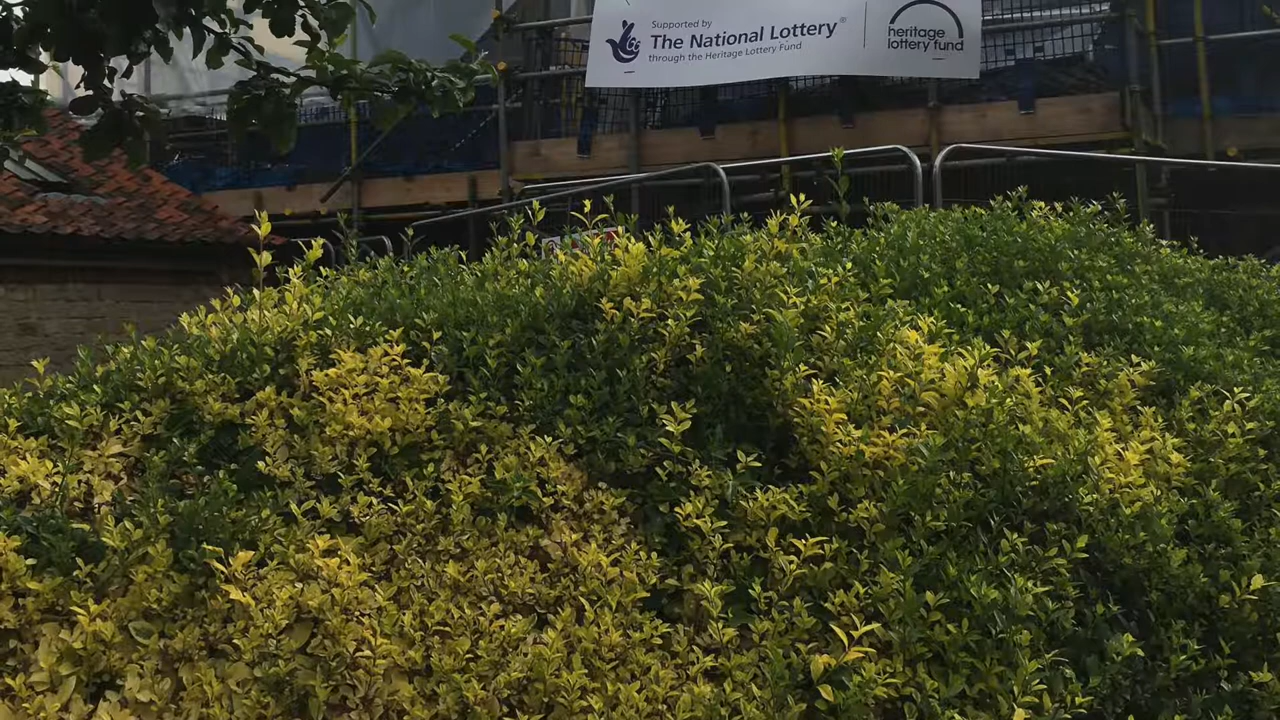 Supported by
The National Lottery®
through the Heritage Lottery Fund
heritage
lottery fund